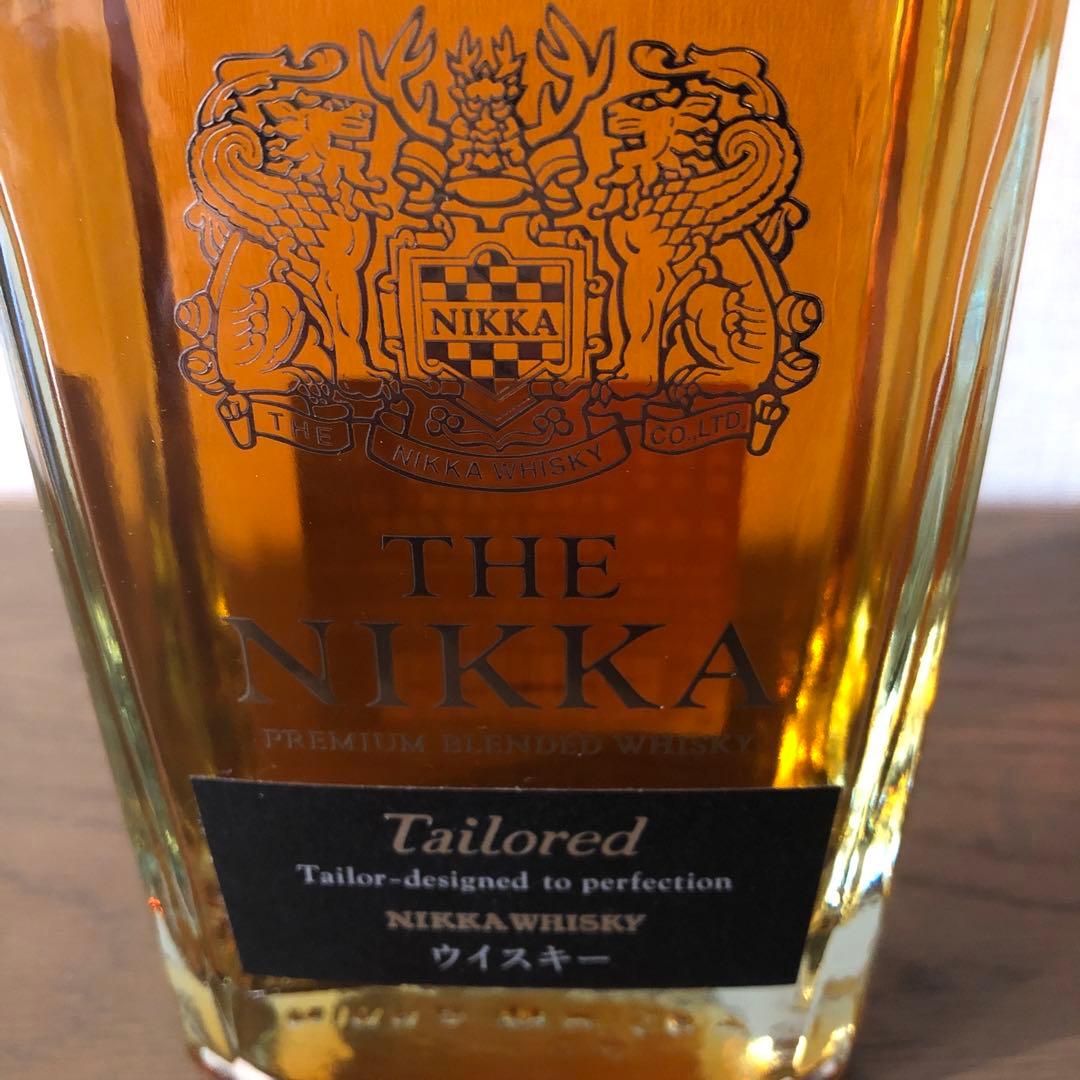 NIKKA
THE NIKKA WHISKY CO., LTD.
THE
NIKKA
PREMIUM BLENDED WHISKY
Tailored
Tailor-designed to perfection
NIKKA WHISKY
ウイスキー